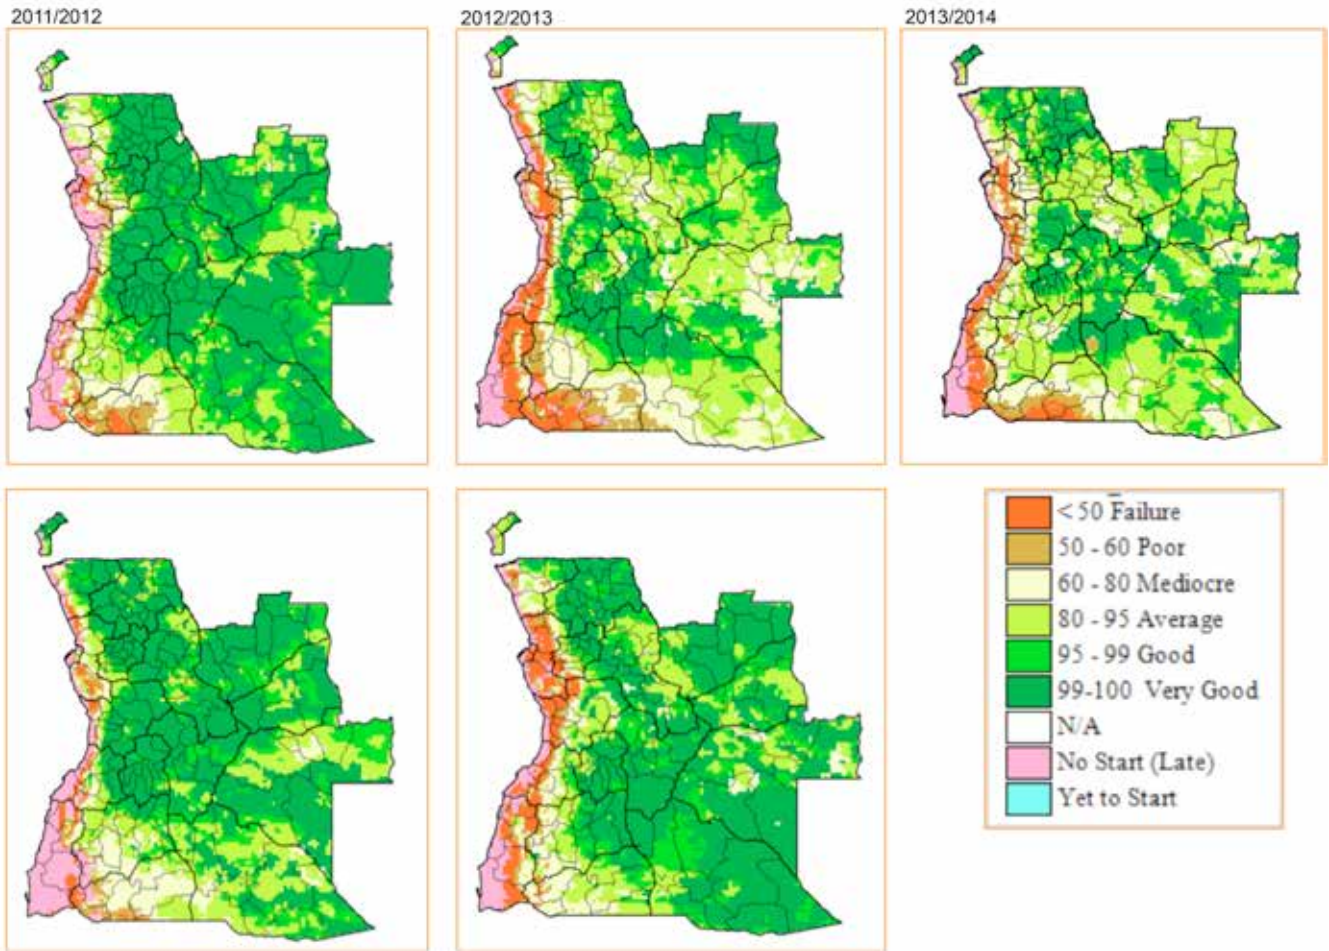 2011/2012
2012/2013
2013/2014
< 50 Failure
50 - 60 Poor
60 - 80 Mediocre
80 - 95 Average
95 - 99 Good
99-100 Very Good
N/A
No Start (Late)
Yet to Start